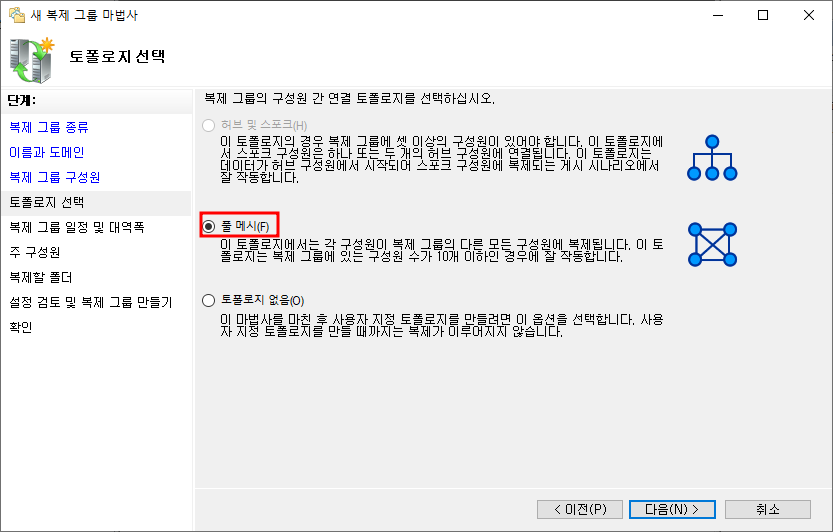 새 복제 그룹 마법사
토폴로지 선택
단계:
복제 그룹 종류
이름과 도메인
복제 그룹 구성원
토폴로지 선택
복제 그룹 일정 및 대역폭
주 구성원
복제할 폴더
설정 검토 및 복제 그룹 만들기
확인
복제 그룹의 구성원 간 연결 토폴로지를 선택하십시오.
허브 및 스포크(H)
이 토폴로지의 경우 복제 그룹에 셋 이상의 구성원이 있어야 합니다. 이 토폴로지에
서 스포크 구성원은 하나 또는 두 개의 허브 구성원에 연결됩니다. 이 토폴로지는
데이터가 허브 구성원에서 시작되어 스포크 구성원에 복제되는 게시 시나리오에서
잘 작동합니다.
풀 메시(F)
이 토폴로지에서는 각 구성원이 복제 그룹의 다른 모든 구성원에 복제됩니다. 이 토
폴로지는 복제 그룹에 있는 구성원 수가 10개 이하인 경우에 잘 작동합니다.
토폴로지 없음(O)
이 마법사를 마친 후 사용자 지정 토폴로지를 만들려면 이 옵션을 선택합니다. 사용
자 지정 토폴로지를 만들 때까지는 복제가 이루어지지 않습니다.
< 이전(P)
다음(N) >
취소